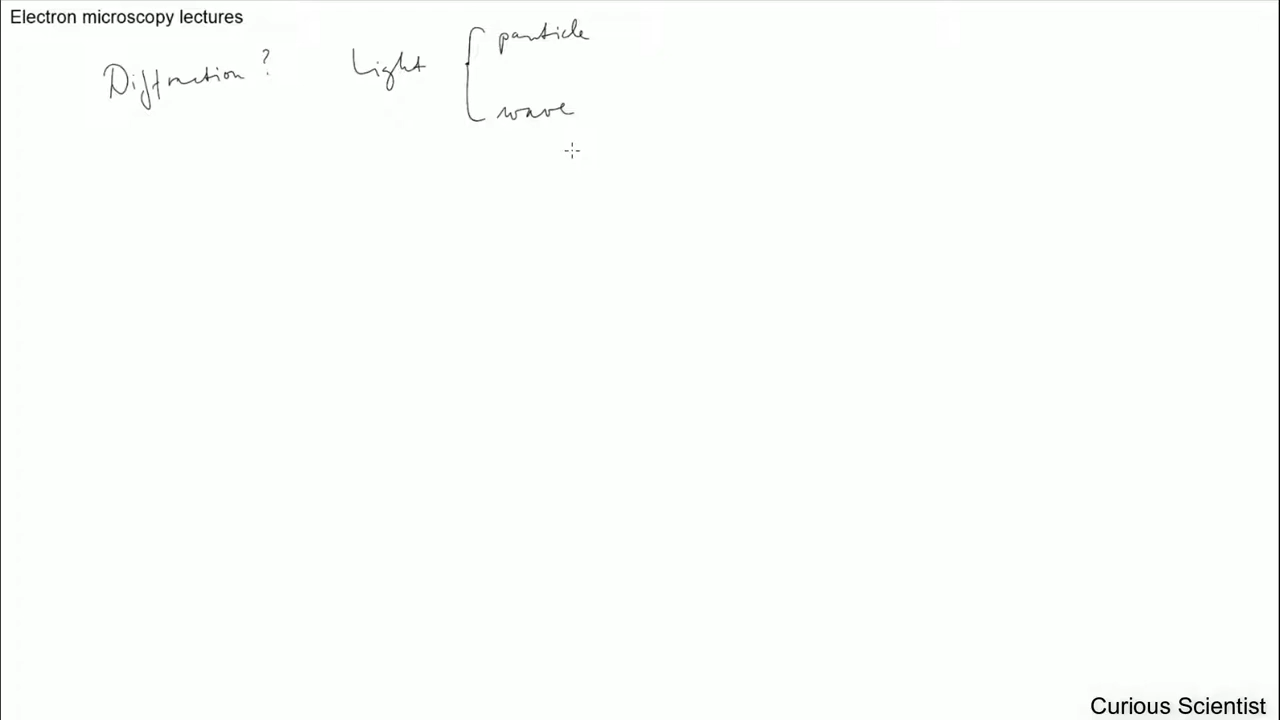 Electron microscopy lectures
Diffraction? Light { particle
wave
Curious Scientist